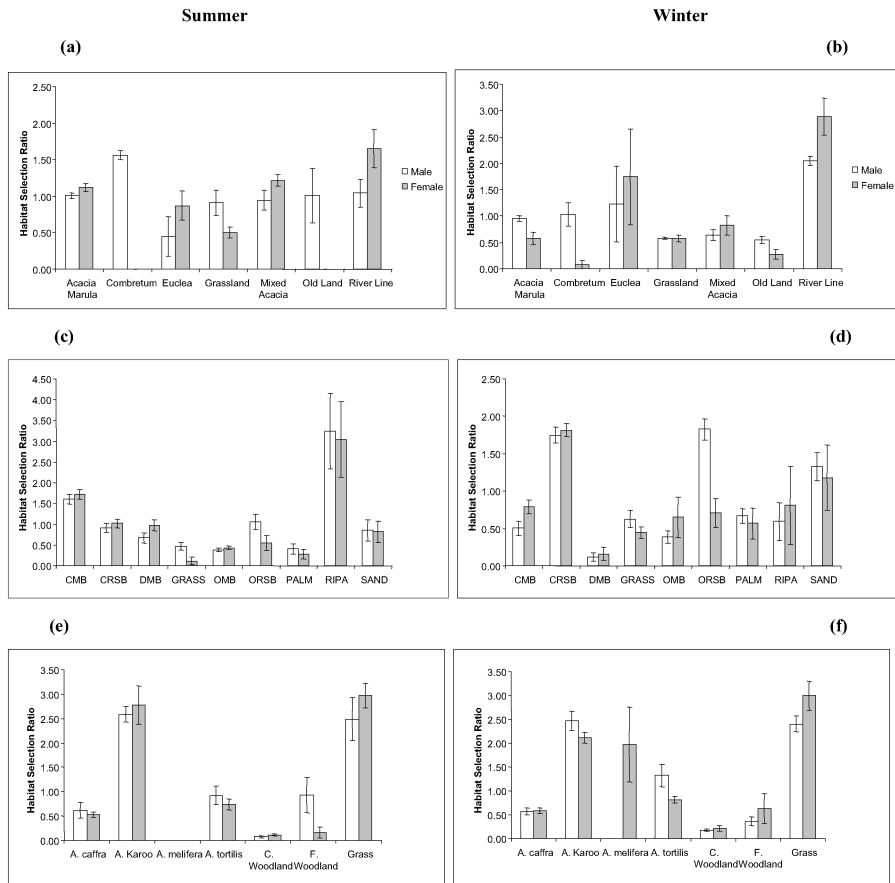 Summer
Winter
(a)
(b)
Habitat Selection Ratio
2.50
2.00
1.50
1.00
0.50
0.00
Acacia Marula
Combretum
Euclea
Grassland
Mixed Acacia
Old Land
River Line
Male
Female
Habitat Selection Ratio
3.50
3.00
2.50
2.00
1.50
1.00
0.50
0.00
Acacia Marula
Combretum
Euclea
Grassland
Mixed Acacia
Old Land
River Line
Male
Female
(c)
(d)
Habitat Selection Ratio
4.50
4.00
3.50
3.00
2.50
2.00
1.50
1.00
0.50
0.00
CMB CRSB DMB GRASS OMB ORSB PALM RIPA SAND
Habitat Selection Ratio
2.50
2.00
1.50
1.00
0.50
0.00
CMB CRSB DMB GRASS OMB ORSB PALM RIPA SAND
(e)
(f)
Habitat Selection Ratio
3.50
3.00
2.50
2.00
1.50
1.00
0.50
0.00
A. caffra
A. Karoo
A. melifera
A. tortilis
C. Woodland
F. Woodland
Grass
Habitat Selection Ratio
3.50
3.00
2.50
2.00
1.50
1.00
0.50
0.00
A. caffra
A. Karoo
A. melifera
A. tortilis
C. Woodland
F. Woodland
Grass